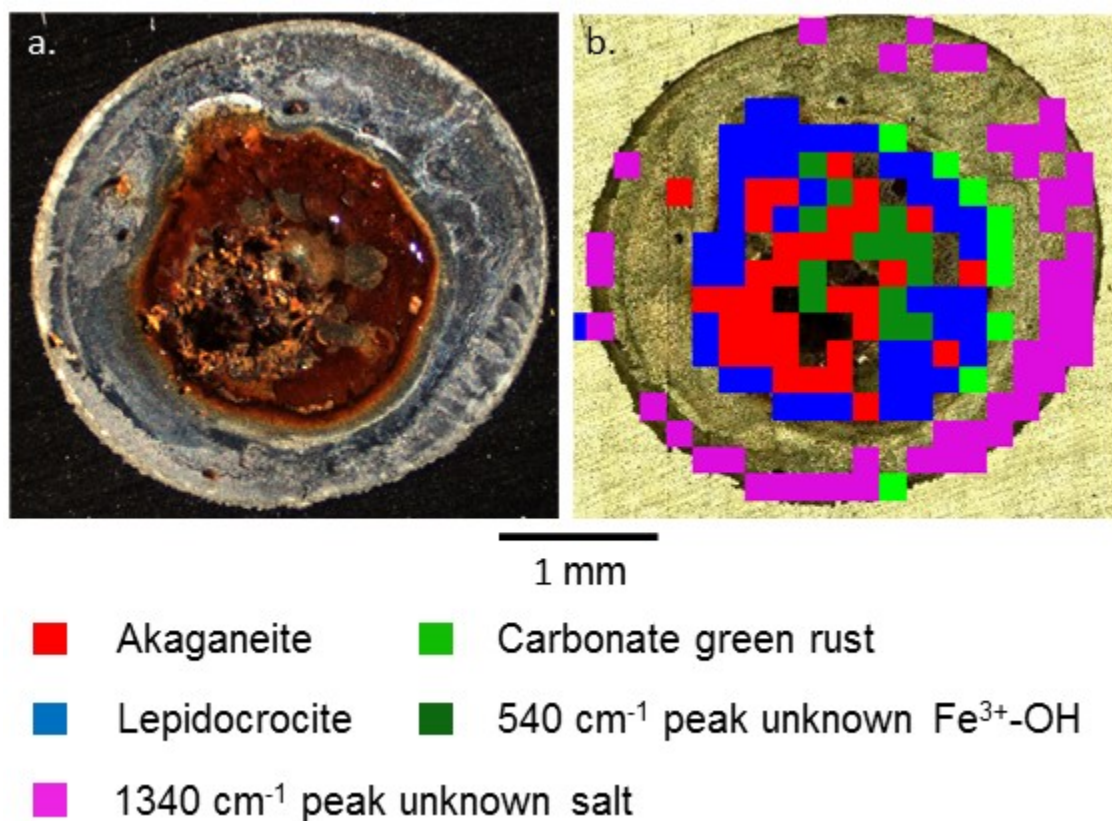 a.
b.
1 mm
Akaganeite
Carbonate green rust
Lepidocrocite
540 cm⁻¹ peak unknown Fe³⁺-OH
1340 cm⁻¹ peak unknown salt